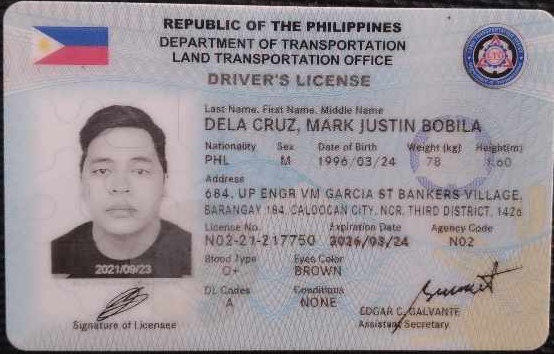 REPUBLIC OF THE PHILIPPINES
DEPARTMENT OF TRANSPORTATION
LAND TRANSPORTATION OFFICE
DRIVER'S LICENSE
Last Name. First Name. Middle Name
DELA CRUZ, MARK JUSTIN BOBILA
Nationality Sex Date of Birth Weight (kg) Height(m)
PHL M 1996/03/24 78 1.60
Address
684. UP ENGR VM GARCIA ST BANKERS VILLAGE,
BARANGAY 184, CALOOCAN CITY, NCR, THIRD DISTRICT, 1426
License No. Expiration Date Agency Code
N02-21-217750 2026/03/24 N02
Blood Type Eyes Color
O+ BROWN
DL Codes Conditions
A NONE
2021/09/23
Signature of Licensee
EDGAR C. GALVANTE
Assistant Secretary
LTO